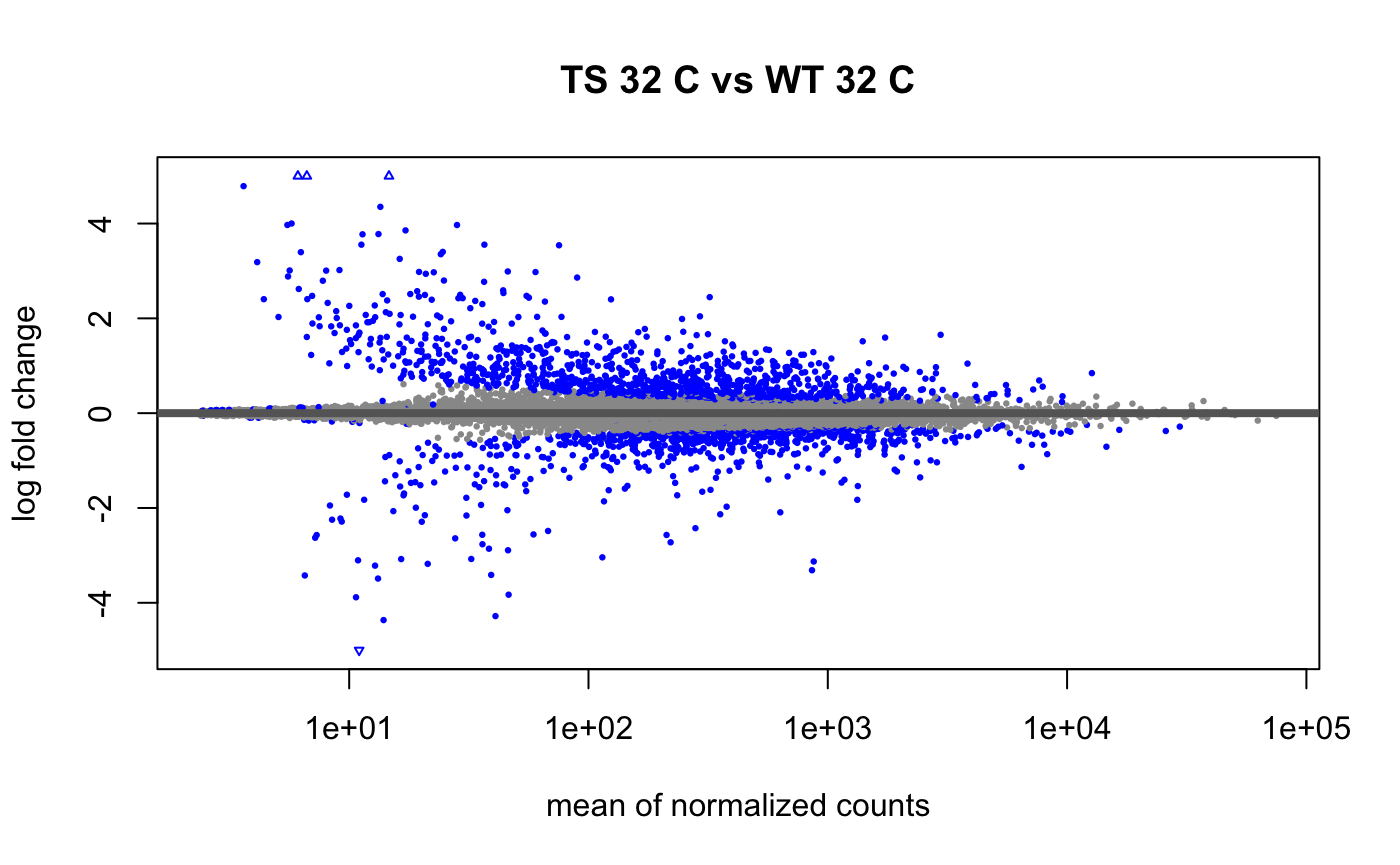 TS 32 C vs WT 32 C
log fold change
4
2
0
-2
-4
1e+01 1e+02 1e+03 1e+04 1e+05
mean of normalized counts